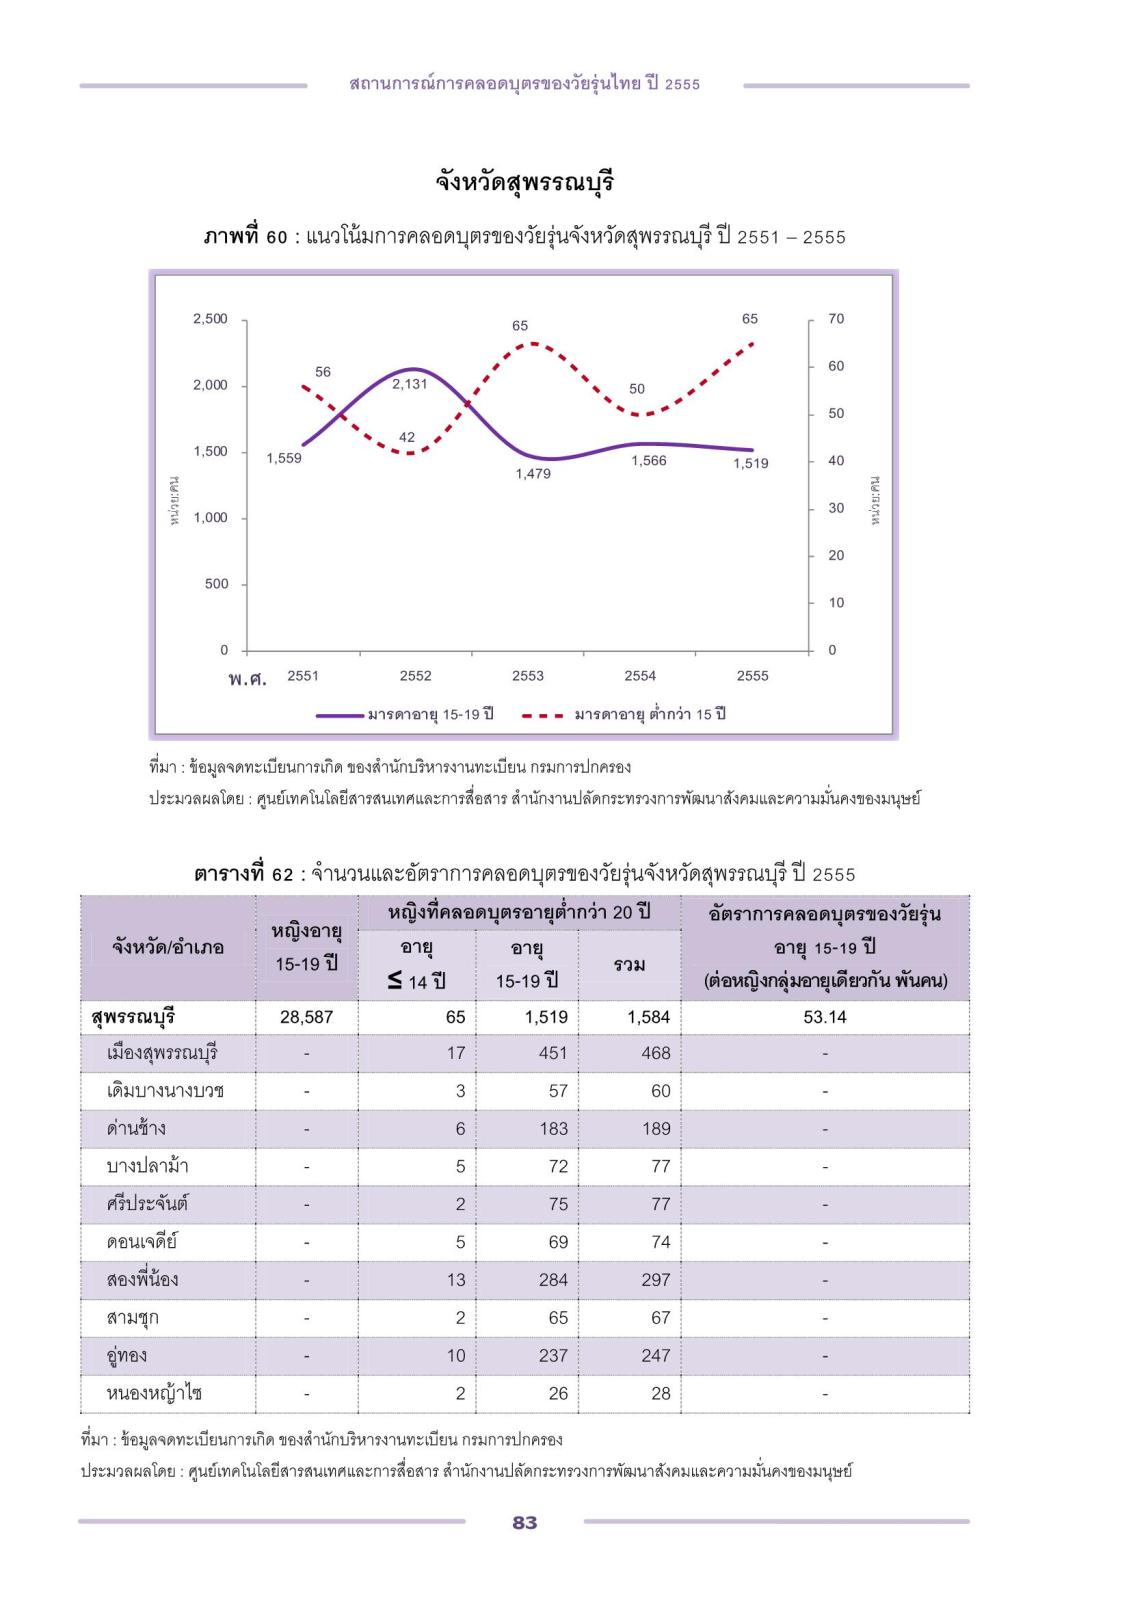 สถานการณ์การคลอดบุตรของวัยรุ่นไทย ปี 2555
จังหวัดสุพรรณบุรี
ภาพที่ 60 : แนวโน้มการคลอดบุตรของวัยรุ่นจังหวัดสุพรรณบุรี ปี 2551 – 2555
2,500
2,000
1,500
1,000
500
0
หน่วย:คน
70
60
50
40
30
20
10
0
หน่วย:คน
56
42
65
50
65
1,559
2,131
1,479
1,566
1,519
พ.ศ. 2551 2552 2553 2554 2555
มารดาอายุ 15-19 ปี มารดาอายุ ต่ำกว่า 15 ปี
ที่มา : ข้อมูลจดทะเบียนการเกิด ของสำนักบริหารงานทะเบียน กรมการปกครอง
ประมวลผลโดย : ศูนย์เทคโนโลยีสารสนเทศและการสื่อสาร สำนักงานปลัดกระทรวงการพัฒนาสังคมและความมั่นคงของมนุษย์
ตารางที่ 62 : จำนวนและอัตราการคลอดบุตรของวัยรุ่นจังหวัดสุพรรณบุรี ปี 2555
จังหวัด/อำเภอ
หญิงอายุ
15-19 ปี
หญิงที่คลอดบุตรอายุต่ำกว่า 20 ปี
อายุ
≤ 14 ปี
อายุ
15-19 ปี
รวม
อัตราการคลอดบุตรของวัยรุ่น
อายุ 15-19 ปี
(ต่อหญิงกลุ่มอายุเดียวกัน พันคน)
สุพรรณบุรี 28,587 65 1,519 1,584 53.14
เมืองสุพรรณบุรี - 17 451 468 -
เดิมบางนางบวช - 3 57 60 -
ด่านช้าง - 6 183 189 -
บางปลาม้า - 5 72 77 -
ศรีประจันต์ - 2 75 77 -
ดอนเจดีย์ - 5 69 74 -
สองพี่น้อง - 13 284 297 -
สามชุก - 2 65 67 -
อู่ทอง - 10 237 247 -
หนองหญ้าไซ - 2 26 28 -
ที่มา : ข้อมูลจดทะเบียนการเกิด ของสำนักบริหารงานทะเบียน กรมการปกครอง
ประมวลผลโดย : ศูนย์เทคโนโลยีสารสนเทศและการสื่อสาร สำนักงานปลัดกระทรวงการพัฒนาสังคมและความมั่นคงของมนุษย์
83